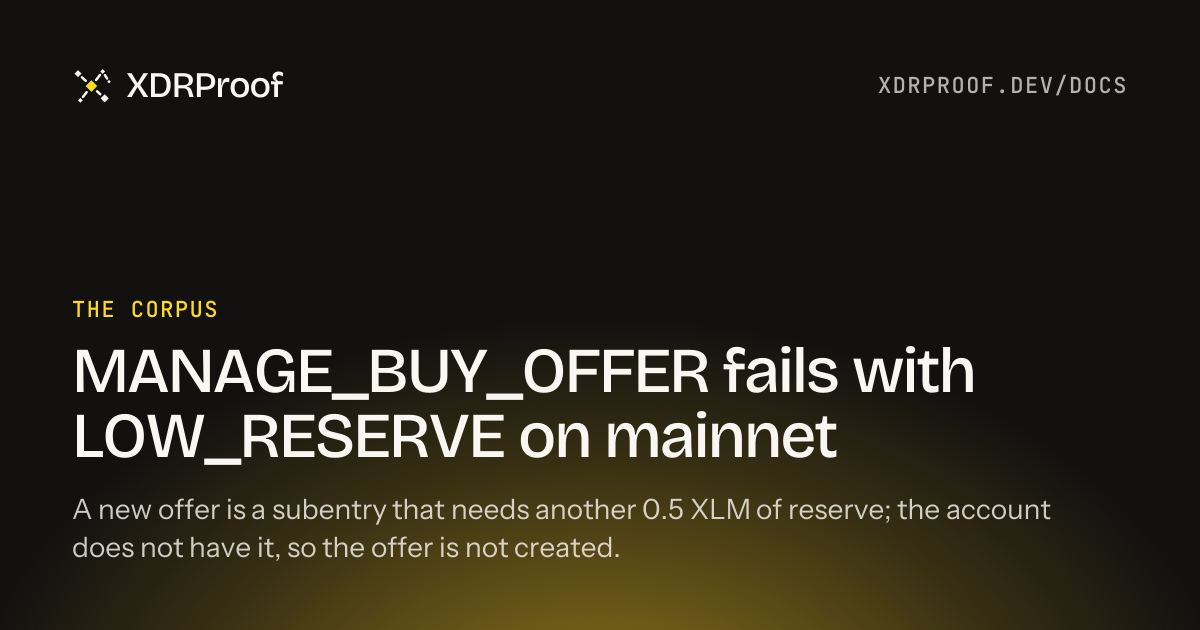 XDRProof
XDRPROOF.DEV/DOCS
THE CORPUS
MANAGE_BUY_OFFER fails with
LOW_RESERVE on mainnet
A new offer is a subentry that needs another 0.5 XLM of reserve; the account
does not have it, so the offer is not created.